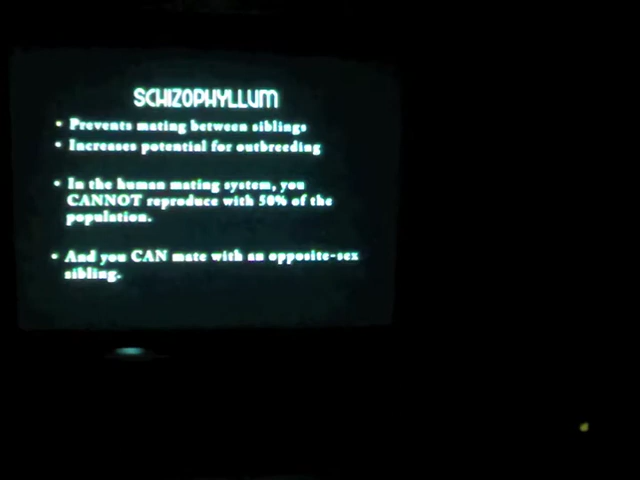 SCHIZOPHYLLUM
• Prevents mating between siblings
• Increases potential for outbreeding
• In the human mating system, you
CANNOT reproduce with 50% of the
population.
• And you CAN mate with an opposite-sex
sibling.